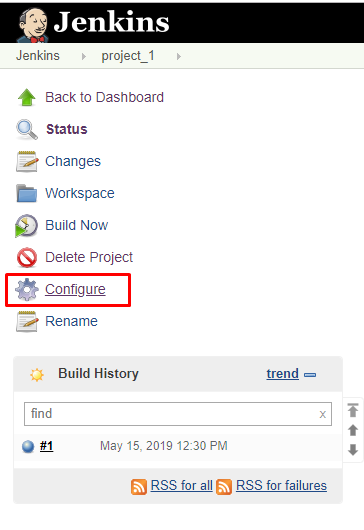 Jenkins
Jenkins project_1
Back to Dashboard
Status
Changes
Workspace
Build Now
Delete Project
Configure
Rename
Build History trend
find x
#1 May 15, 2019 12:30 PM
RSS for all RSS for failures